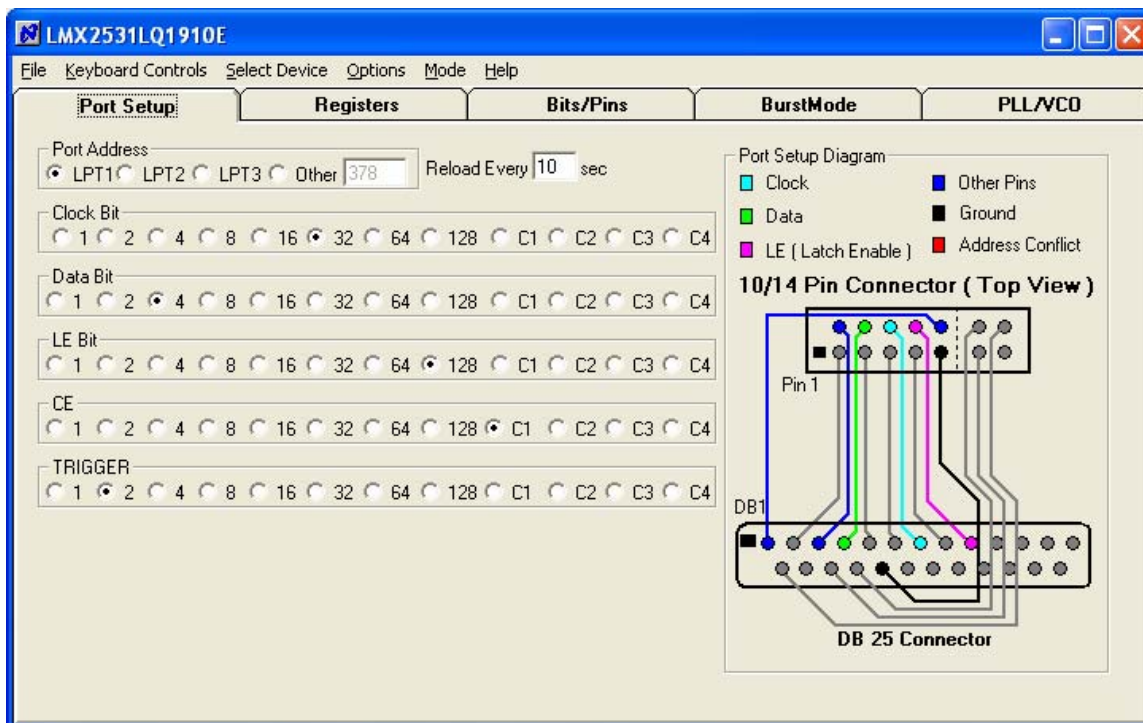 LMX2531LQ1910E
File Keyboard Controls Select Device Options Mode Help
Port Setup Registers Bits/Pins BurstMode PLL/VCO
Port Address
LPT1 LPT2 LPT3 Other 378
Reload Every 10 sec
Clock Bit
1 2 4 8 16 32 64 128 C1 C2 C3 C4
Data Bit
1 2 4 8 16 32 64 128 C1 C2 C3 C4
LE Bit
1 2 4 8 16 32 64 128 C1 C2 C3 C4
CE
1 2 4 8 16 32 64 128 C1 C2 C3 C4
TRIGGER
1 2 4 8 16 32 64 128 C1 C2 C3 C4
Port Setup Diagram
Clock Other Pins
Data Ground
LE ( Latch Enable ) Address Conflict
10/14 Pin Connector ( Top View )
Pin 1
DB1
DB 25 Connector